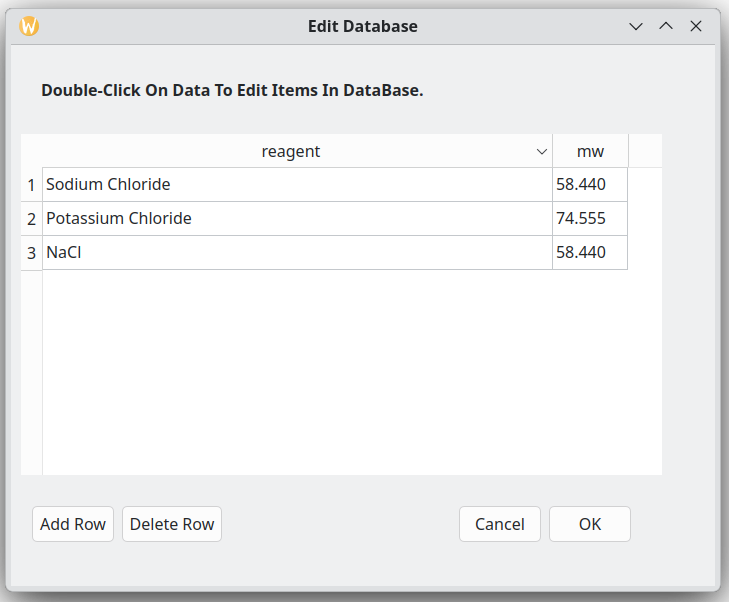 Edit Database
Double-Click On Data To Edit Items In DataBase.
reagent mw
1 Sodium Chloride 58.440
2 Potassium Chloride 74.555
3 NaCl 58.440
Add Row Delete Row Cancel OK